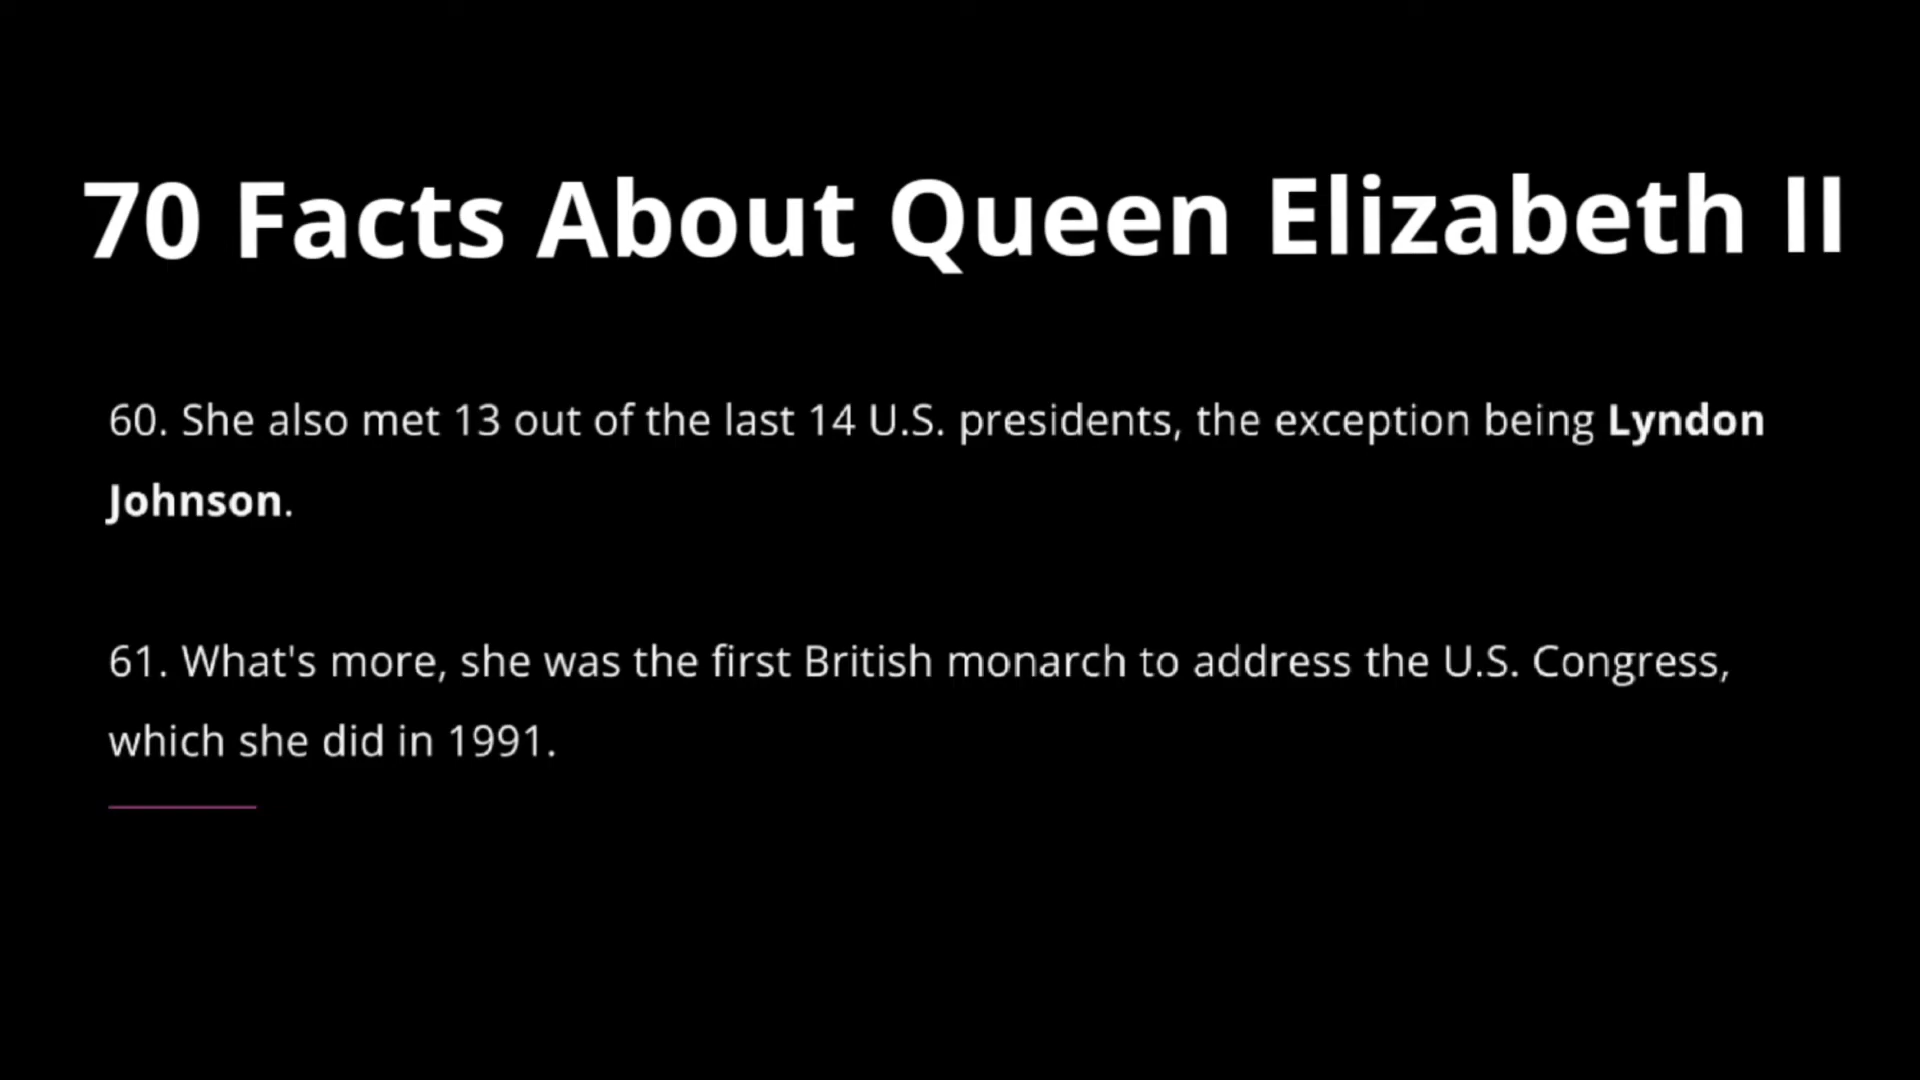 70 Facts About Queen Elizabeth II
60. She also met 13 out of the last 14 U.S. presidents, the exception being Lyndon
Johnson.
61. What's more, she was the first British monarch to address the U.S. Congress,
which she did in 1991.